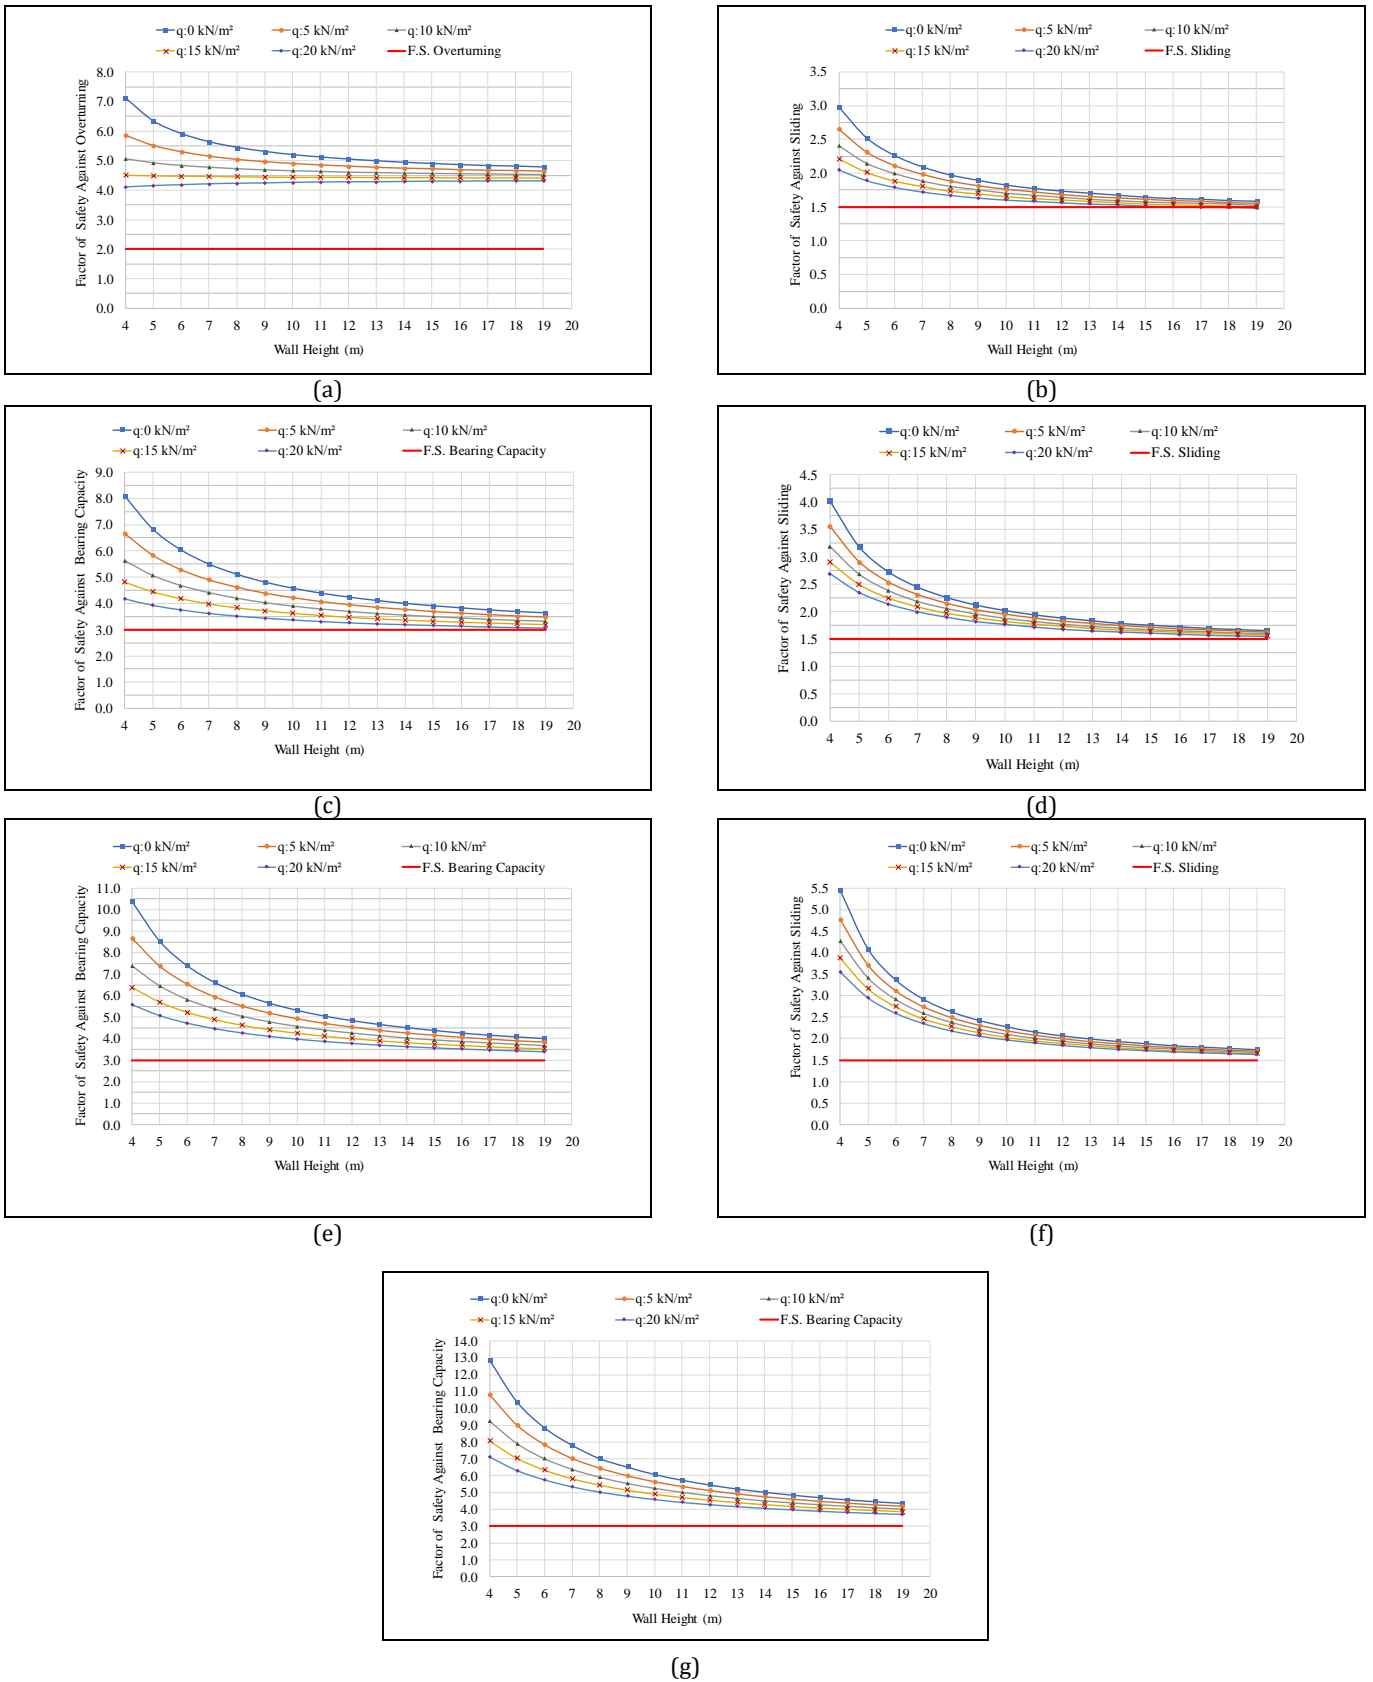 q:0 kN/m² q:5 kN/m² q:10 kN/m²
q:15 kN/m² q:20 kN/m² F.S. Overturning
Factor of Safety Against Overturning
8.0
7.0
6.0
5.0
4.0
3.0
2.0
1.0
0.0
4 5 6 7 8 9 10 11 12 13 14 15 16 17 18 19 20
Wall Height (m)
(a)
q:0 kN/m² q:5 kN/m² q:10 kN/m²
q:15 kN/m² q:20 kN/m² F.S. Sliding
Factor of Safety Against Sliding
3.5
3.0
2.5
2.0
1.5
1.0
0.5
0.0
4 5 6 7 8 9 10 11 12 13 14 15 16 17 18 19 20
Wall Height (m)
(b)
q:0 kN/m² q:5 kN/m² q:10 kN/m²
q:15 kN/m² q:20 kN/m² F.S. Bearing Capacity
Factor of Safety Against Bearing Capacity
9.0
8.0
7.0
6.0
5.0
4.0
3.0
2.0
1.0
0.0
4 5 6 7 8 9 10 11 12 13 14 15 16 17 18 19 20
Wall Height (m)
(c)
q:0 kN/m² q:5 kN/m² q:10 kN/m²
q:15 kN/m² q:20 kN/m² F.S. Sliding
Factor of Safety Against Sliding
4.5
4.0
3.5
3.0
2.5
2.0
1.5
1.0
0.5
0.0
4 5 6 7 8 9 10 11 12 13 14 15 16 17 18 19 20
Wall Height (m)
(d)
q:0 kN/m² q:5 kN/m² q:10 kN/m²
q:15 kN/m² q:20 kN/m² F.S. Bearing Capacity
Factor of Safety Against Bearing Capacity
11.0
10.0
9.0
8.0
7.0
6.0
5.0
4.0
3.0
2.0
1.0
0.0
4 5 6 7 8 9 10 11 12 13 14 15 16 17 18 19 20
Wall Height (m)
(e)
q:0 kN/m² q:5 kN/m² q:10 kN/m²
q:15 kN/m² q:20 kN/m² F.S. Sliding
Factor of Safety Against Sliding
5.5
5.0
4.5
4.0
3.5
3.0
2.5
2.0
1.5
1.0
0.5
0.0
4 5 6 7 8 9 10 11 12 13 14 15 16 17 18 19 20
Wall Height (m)
(f)
q:0 kN/m² q:5 kN/m² q:10 kN/m²
q:15 kN/m² q:20 kN/m² F.S. Bearing Capacity
Factor of Safety Against Bearing Capacity
14.0
13.0
12.0
11.0
10.0
9.0
8.0
7.0
6.0
5.0
4.0
3.0
2.0
1.0
0.0
4 5 6 7 8 9 10 11 12 13 14 15 16 17 18 19 20
Wall Height (m)
(g)